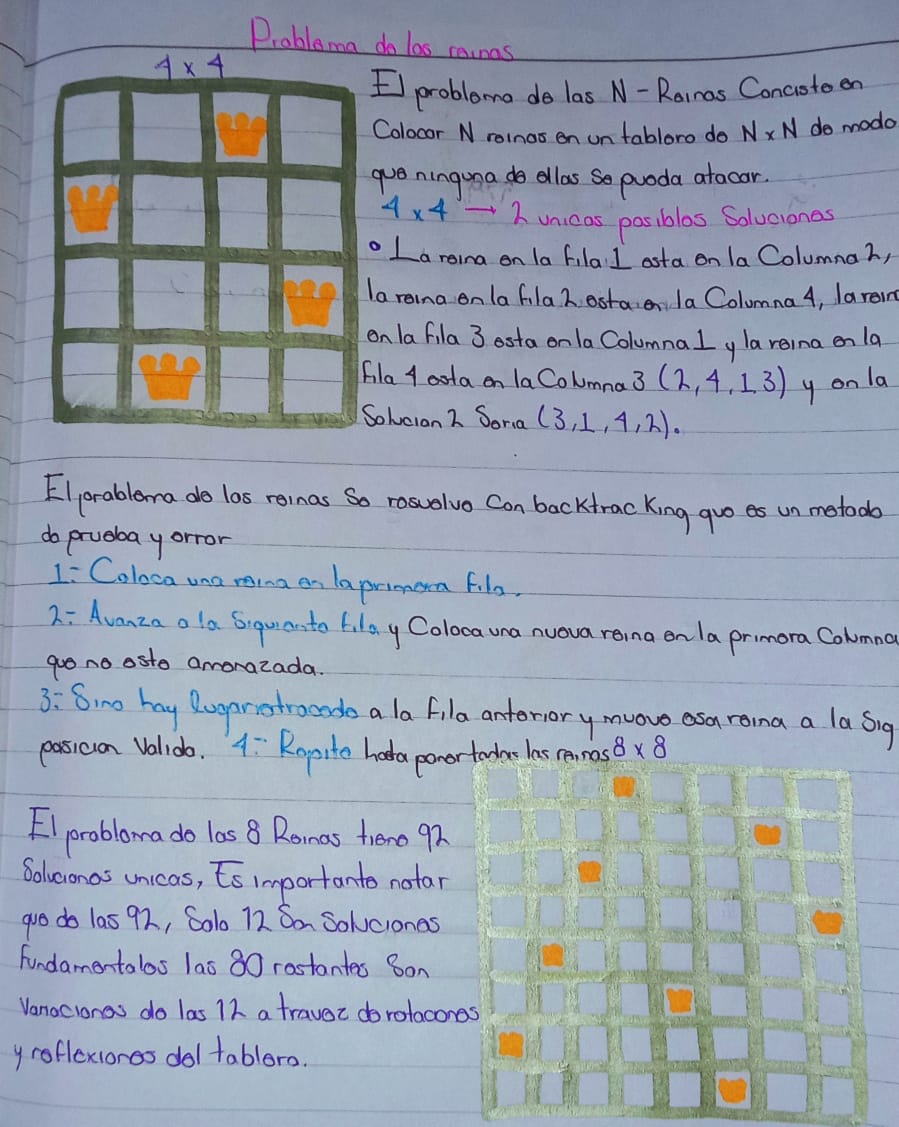 Problema de las reinas
4 x 4
El problema de las N - Reinas Conciste en
Colocar N reinas en un tablero de N x N de modo
que ninguna de ellas se pueda atacar.
4 x 4 → 2 unicas posibles Soluciones
• La reina en la fila 1 esta en la Columna 2,
la reina en la fila 2 esta en la Columna 4, la rein
en la fila 3 esta en la Columna 1 y la reina en la
fila 4 esta en la Columna 3 (2, 4, 1, 3) y en la
Solucion 2 Seria (3, 1, 4, 2).
El problema de las reinas Se resuelve Con backtracking que es un metodo
de prueba y error
1:- Coloca una reina en la primera fila.
2:- Avanza a la Siguiente fila y Coloca una nueva reina en la primera Columna
que no este amenazada.
3:- Si no hay lugar retrocede a la fila anterior y mueve esa reina a la Sig
posicion Valida. 4:- Repite hasta poner todas las reinas 8 x 8
El problema de las 8 Reinas tiene 92
Soluciones unicas, Es importante notar
que de las 92, Solo 12 Son Soluciones
fundamentales las 80 restantes Son
Variaciones de las 12 a travez de rotacones
y reflexiones del tablero.